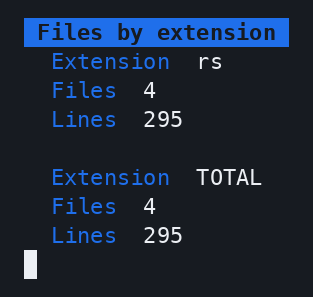 Files by extension
Extension rs
Files 4
Lines 295
Extension TOTAL
Files 4
Lines 295